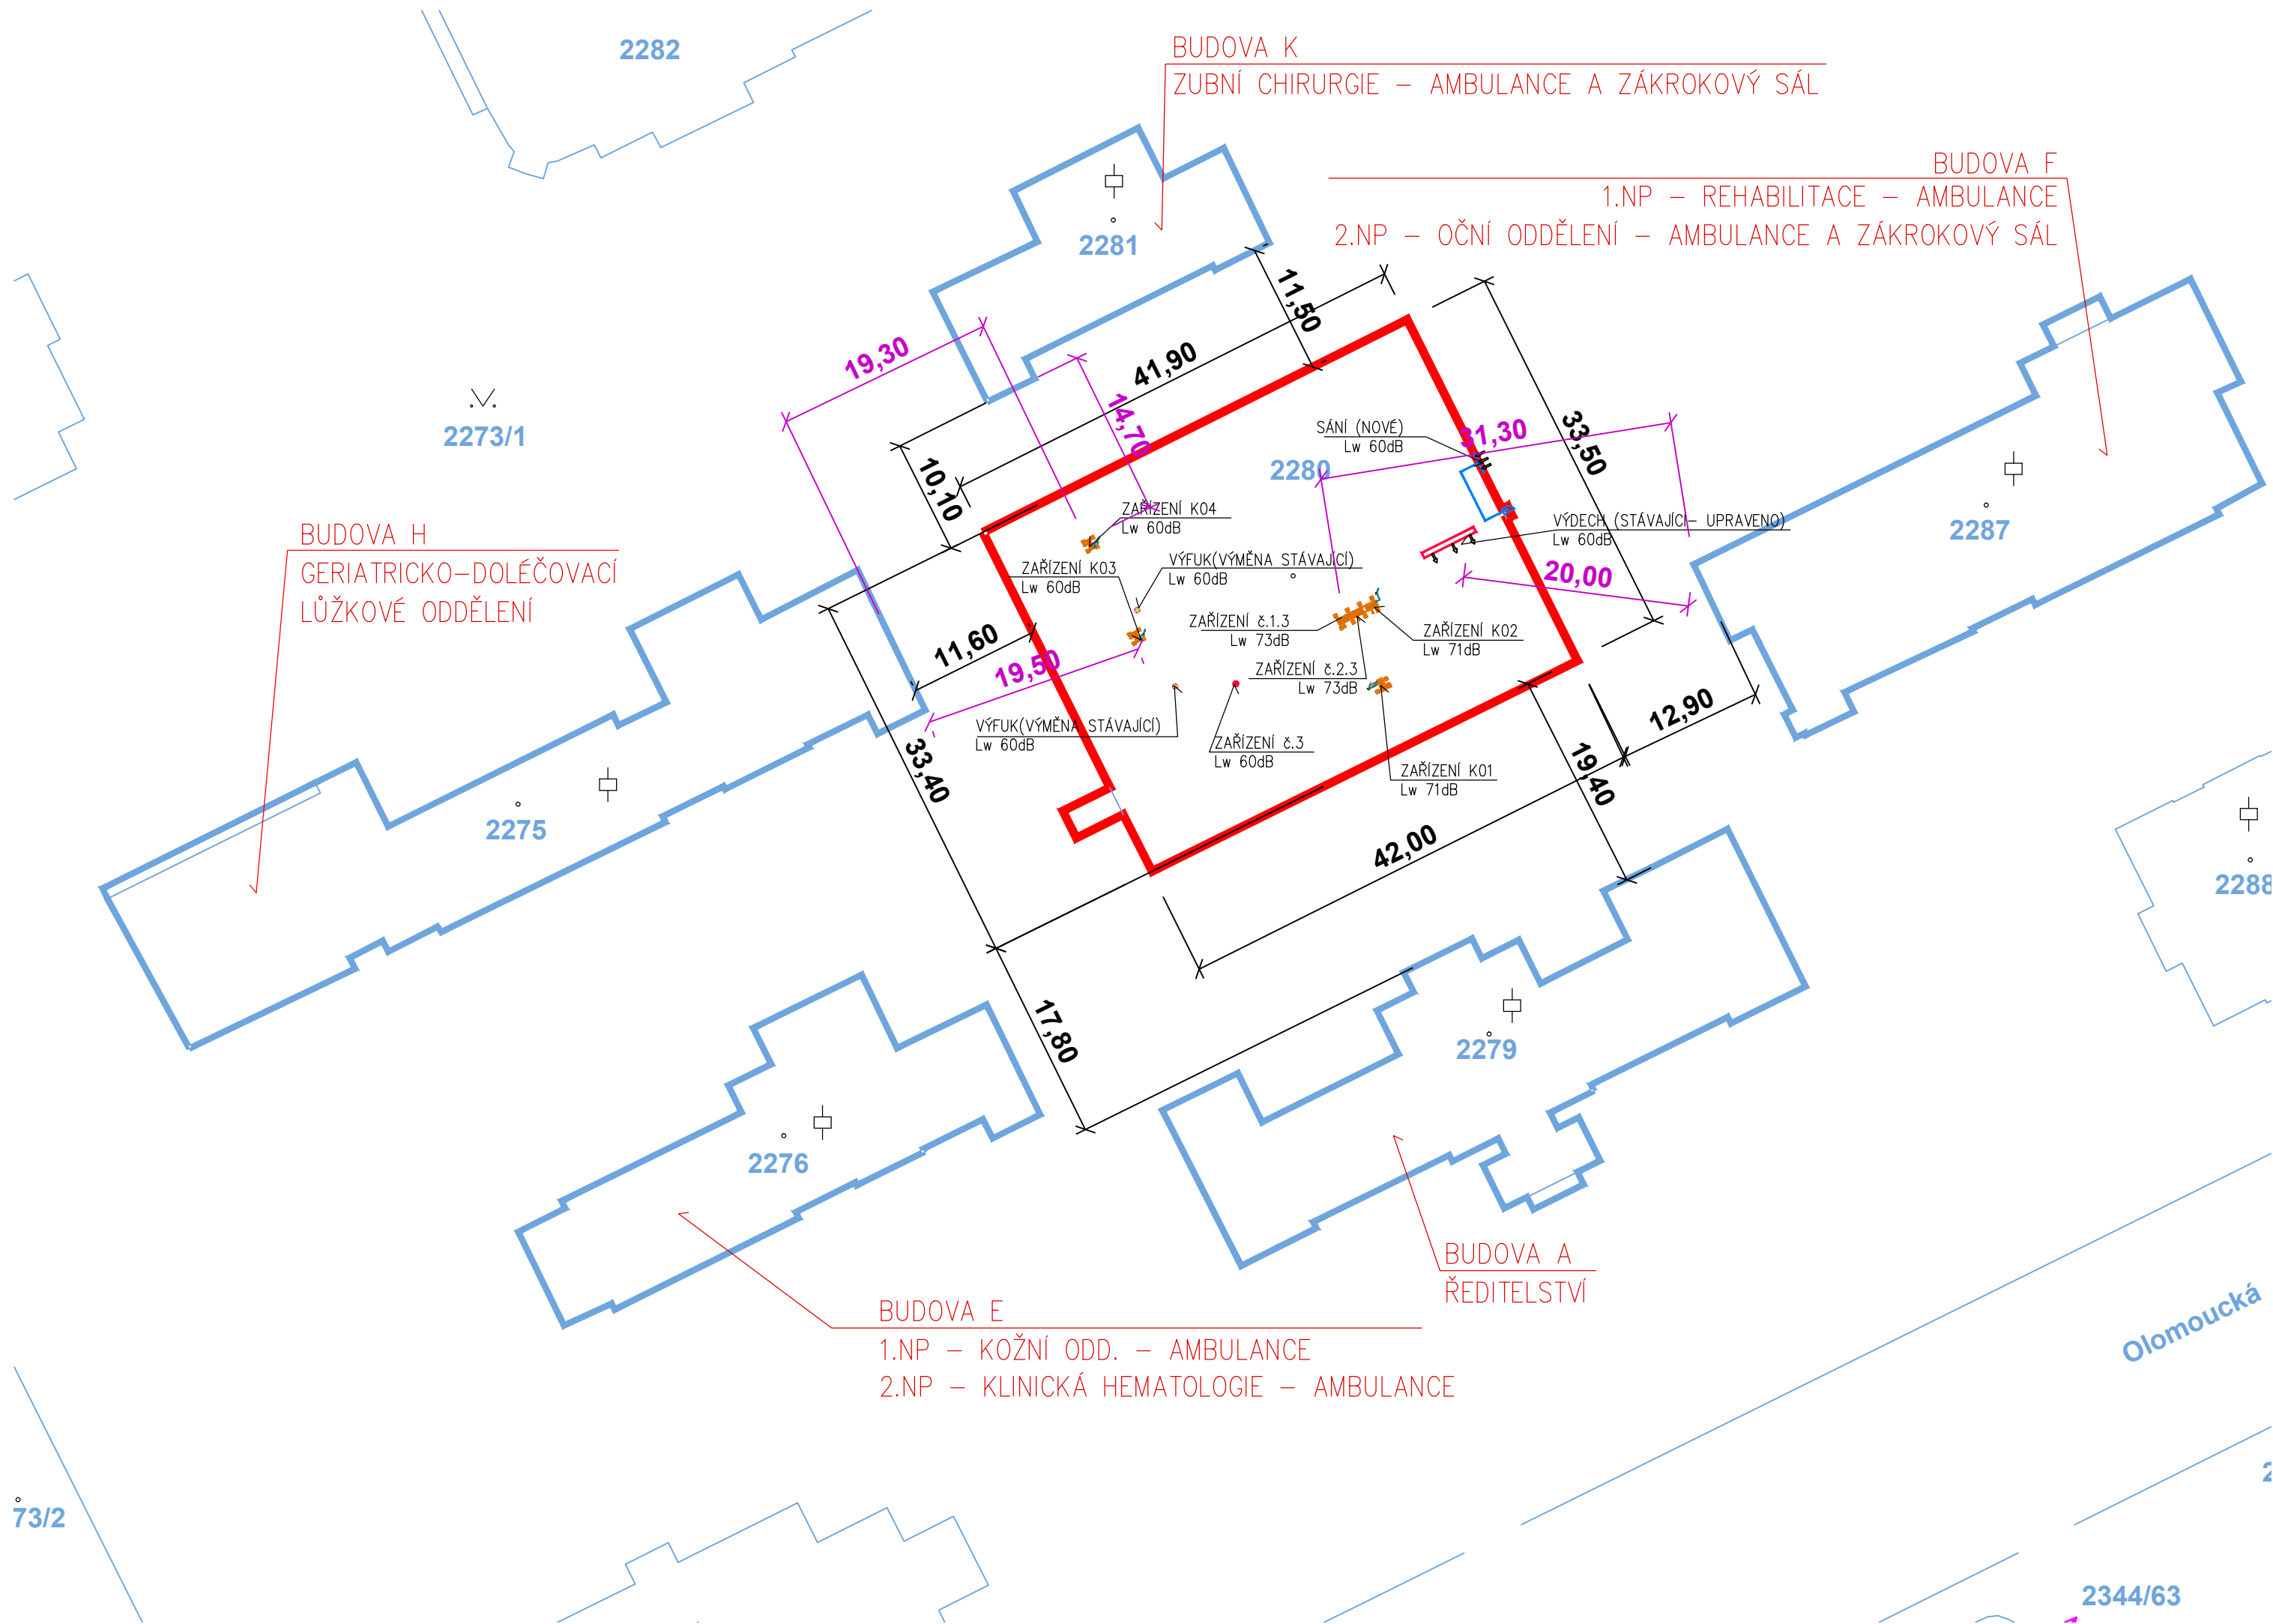 2282
BUDOVA K
ZUBNÍ CHIRURGIE – AMBULANCE A ZÁKROKOVÝ SÁL
BUDOVA F
1.NP – REHABILITACE – AMBULANCE
2.NP – OČNÍ ODDĚLENÍ – AMBULANCE A ZÁKROKOVÝ SÁL
2281
11,50
19,30
41,90
14,70
33,50
31,30
SÁNÍ (NOVÉ)
Lw 60dB
2280
2273/1
10,10
ZAŘÍZENÍ K04
Lw 60dB
VÝDECH (STÁVAJÍCÍ– UPRAVENO)
Lw 60dB
2287
BUDOVA H
GERIATRICKO–DOLÉČOVACÍ
LŮŽKOVÉ ODDĚLENÍ
ZAŘÍZENÍ K03
Lw 60dB
VÝFUK(VÝMĚNA STÁVAJÍCÍ)
Lw 60dB
20,00
ZAŘÍZENÍ č.1.3
Lw 73dB
ZAŘÍZENÍ K02
Lw 71dB
11,60
19,50
ZAŘÍZENÍ č.2.3
Lw 73dB
12,90
VÝFUK(VÝMĚNA STÁVAJÍCÍ)
Lw 60dB
ZAŘÍZENÍ č.3
Lw 60dB
ZAŘÍZENÍ K01
Lw 71dB
33,40
19,40
2275
42,00
2288
17,80
2279
2276
BUDOVA A
ŘEDITELSTVÍ
BUDOVA E
1.NP – KOŽNÍ ODD. – AMBULANCE
2.NP – KLINICKÁ HEMATOLOGIE – AMBULANCE
Olomoucká
73/2
2
2344/63